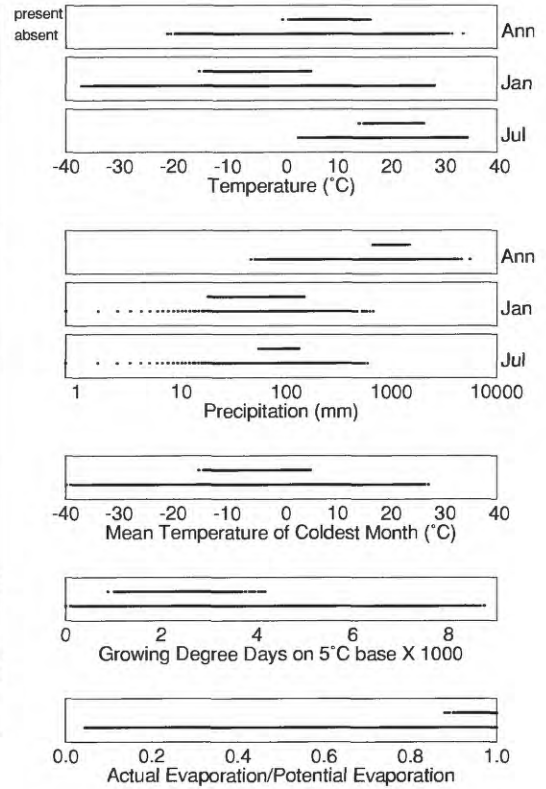 present
absent
Ann
Jan
Jul
-40 -30 -20 -10 0 10 20 30 40
Temperature (°C)
Ann
Jan
Jul
1 10 100 1000 10000
Precipitation (mm)
-40 -30 -20 -10 0 10 20 30 40
Mean Temperature of Coldest Month (°C)
0 2 4 6 8
Growing Degree Days on 5°C base X 1000
0.0 0.2 0.4 0.6 0.8 1.0
Actual Evaporation/Potential Evaporation